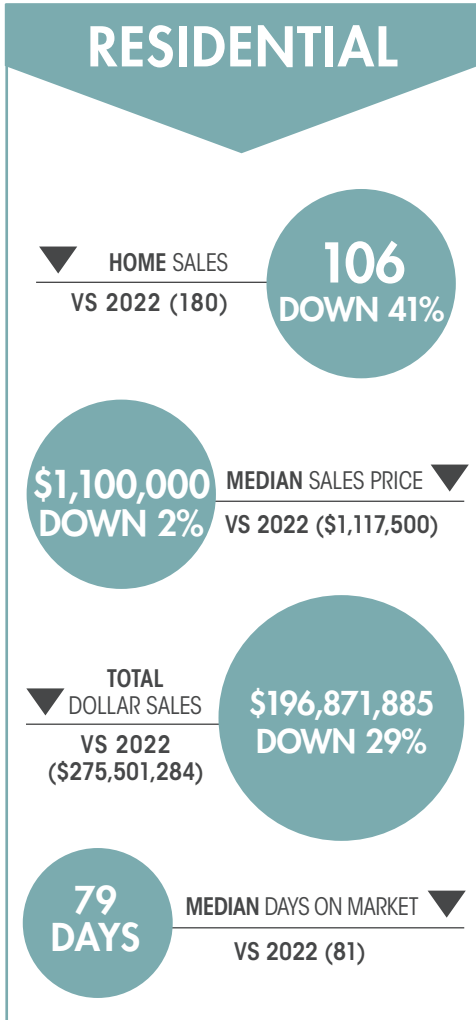 RESIDENTIAL
HOME SALES
VS 2022 (180)
106
DOWN 41%
$1,100,000
DOWN 2%
MEDIAN SALES PRICE
VS 2022 ($1,117,500)
TOTAL
DOLLAR SALES
VS 2022
($275,501,284)
$196,871,885
DOWN 29%
79
DAYS
MEDIAN DAYS ON MARKET
VS 2022 (81)